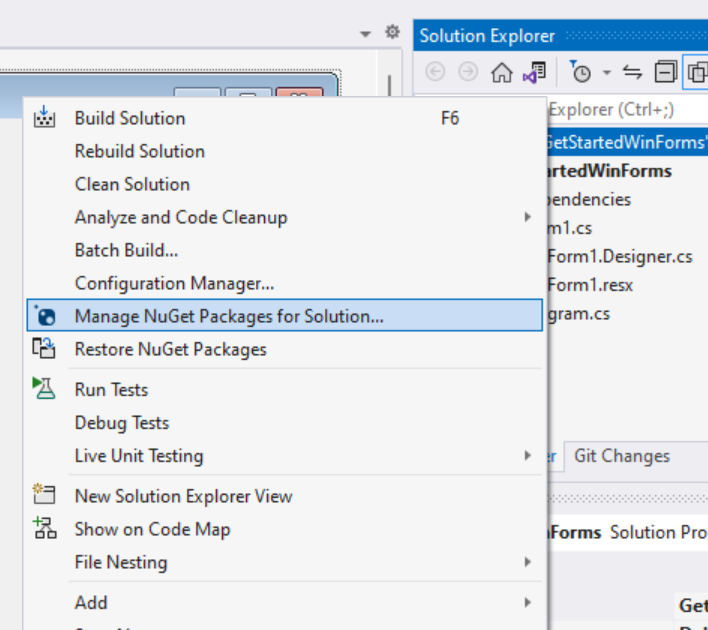 Solution Explorer
Explorer (Ctrl+;)
Build Solution F6
Rebuild Solution
Clean Solution
Analyze and Code Cleanup
Batch Build...
Configuration Manager...
Manage NuGet Packages for Solution...
Restore NuGet Packages
Run Tests
Debug Tests
Live Unit Testing
New Solution Explorer View
Show on Code Map
File Nesting
Add
GetStartedWinForms'
artedWinForms
pendencies
m1.cs
Form1.Designer.cs
Form1.resx
gram.cs
er Git Changes
Forms Solution Pro
Get